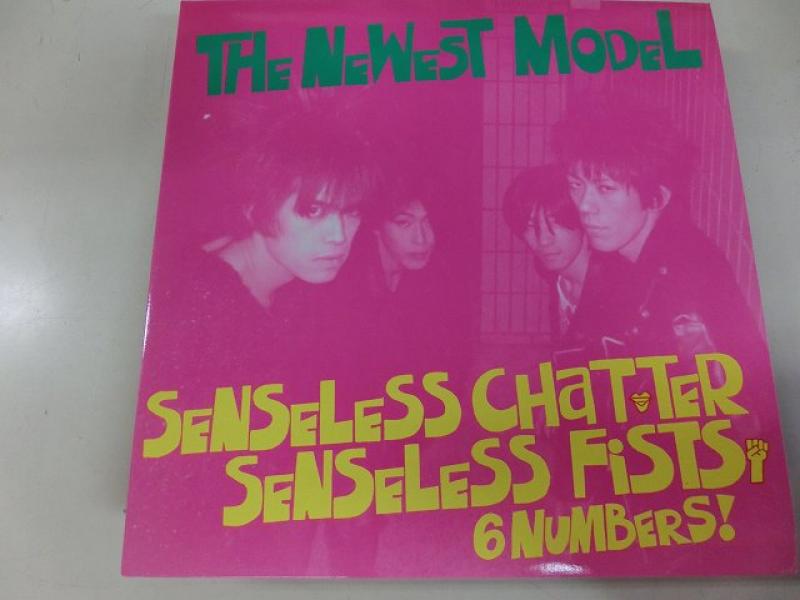 THE NEWEST MODEL
SENSELESS CHATTER
SENSELESS FISTS,
6 NUMBERS!